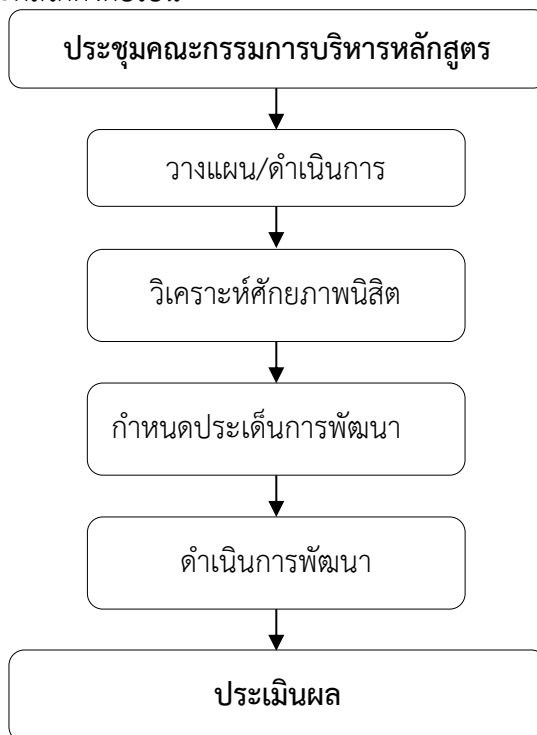 ประชุมคณะกรรมการบริหารหลักสูตร
วางแผน/ดำเนินการ
วิเคราะห์ศักยภาพนิสิต
กำหนดประเด็นการพัฒนา
ดำเนินการพัฒนา
ประเมินผล